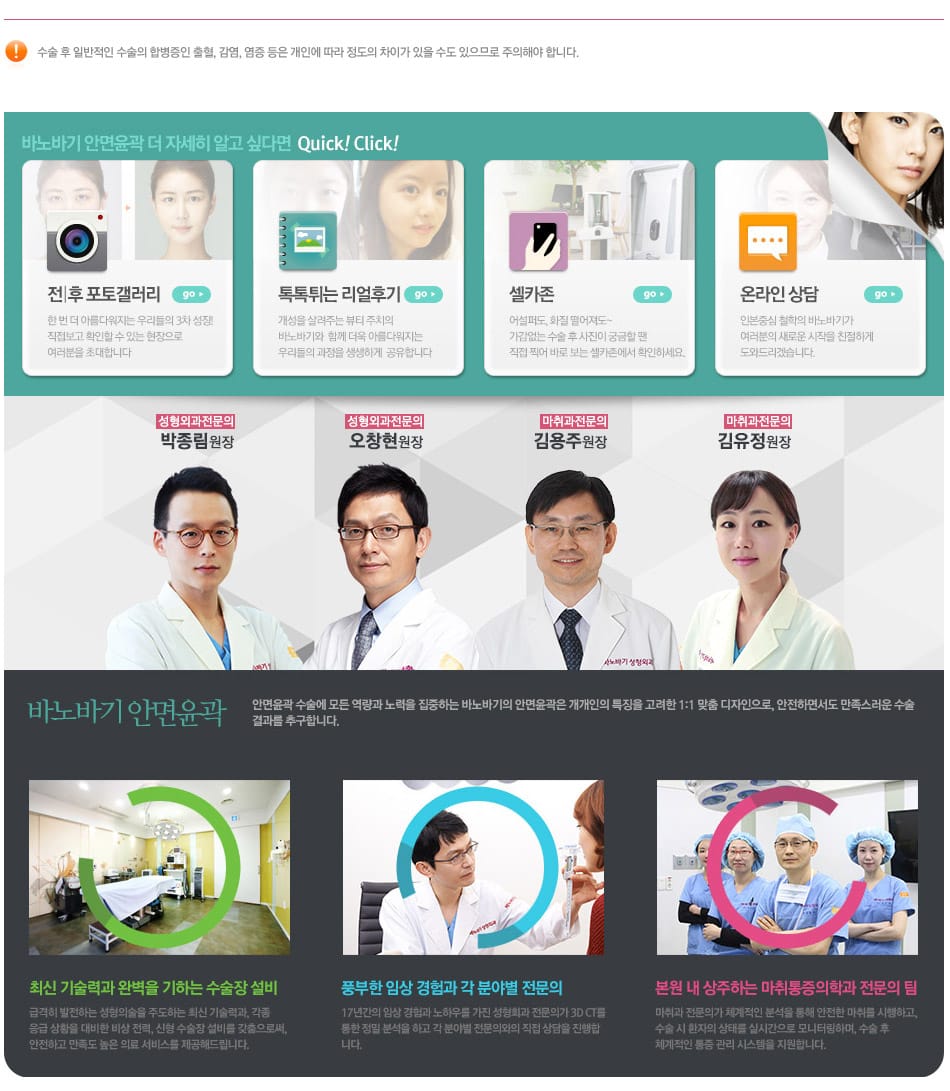 수술 후 일반적인 수술의 합병증인 출혈, 감염, 염증 등은 개인에 따라 정도의 차이가 있을 수도 있으므로 주의해야 합니다.
바노바기 안면윤곽 더 자세히 알고 싶다면 Quick! Click!
전|후 포토갤러리 go
한 번 더 아름다워지는 우리들의 3차 성장!
직접보고 확인할 수 있는 현장으로
여러분을 초대합니다
톡톡튀는 리얼후기 go
개성을 살려주는 뷰티 주치의
바노바기와 함께 더욱 아름다워지는
우리들의 과정을 생생하게 공유합니다
셀카존 go
어설퍼도, 화질 떨어져도~
가감없는 수술 후 사진이 궁금할 땐
직접 찍어 바로 보는 셀카존에서 확인하세요.
온라인 상담 go
인본중심 철학의 바노바기가
여러분의 새로운 시작을 친절하게
도와드리겠습니다.
성형외과전문의
박종림원장
성형외과전문의
오창현원장
마취과전문의
김용주원장
마취과전문의
김유정원장
바노바기 성형외과
바노바기 안면윤곽
안면윤곽 수술에 모든 역량과 노력을 집중하는 바노바기의 안면윤곽은 개개인의 특징을 고려한 1:1 맞춤 디자인으로, 안전하면서도 만족스러운 수술
결과를 추구합니다.
최신 기술력과 완벽을 기하는 수술장 설비
급격히 발전하는 성형의술을 주도하는 최신 기술력과, 각종
응급 상황을 대비한 비상 전력, 신형 수술장 설비를 갖춤으로써,
안전하고 만족도 높은 의료 서비스를 제공해드립니다.
풍부한 임상 경험과 각 분야별 전문의
17년간의 임상 경험과 노하우를 가진 성형회과 전문의가 3D CT를
통한 정밀 분석을 하고 각 분야별 전문의와의 직접 상담을 진행합
니다.
본원 내 상주하는 마취통증의학과 전문의 팀
마취과 전문의가 체계적인 분석을 통해 안전한 마취를 시행하고,
수술 시 환자의 상태를 실시간으로 모니터링하며, 수술 후
체계적인 통증 관리 시스템을 지원합니다.